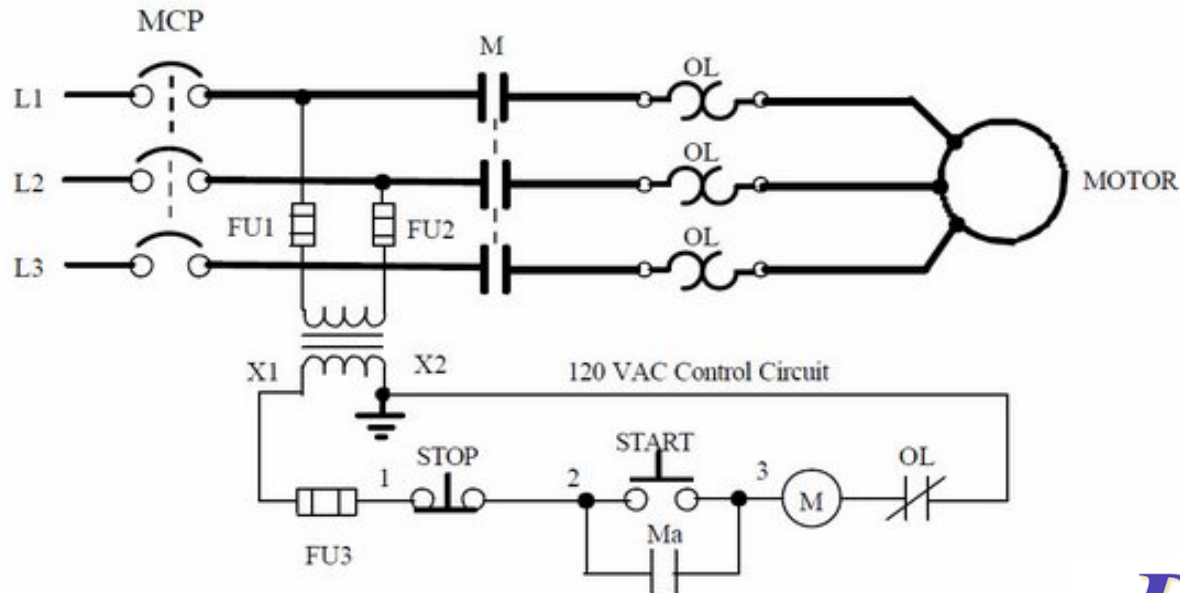 MCP
M
OL
L1
OL
L2
MOTOR
FU1
FU2
OL
L3
X1
X2
120 VAC Control Circuit
START
STOP
OL
1
2
3
M
Ma
FU3